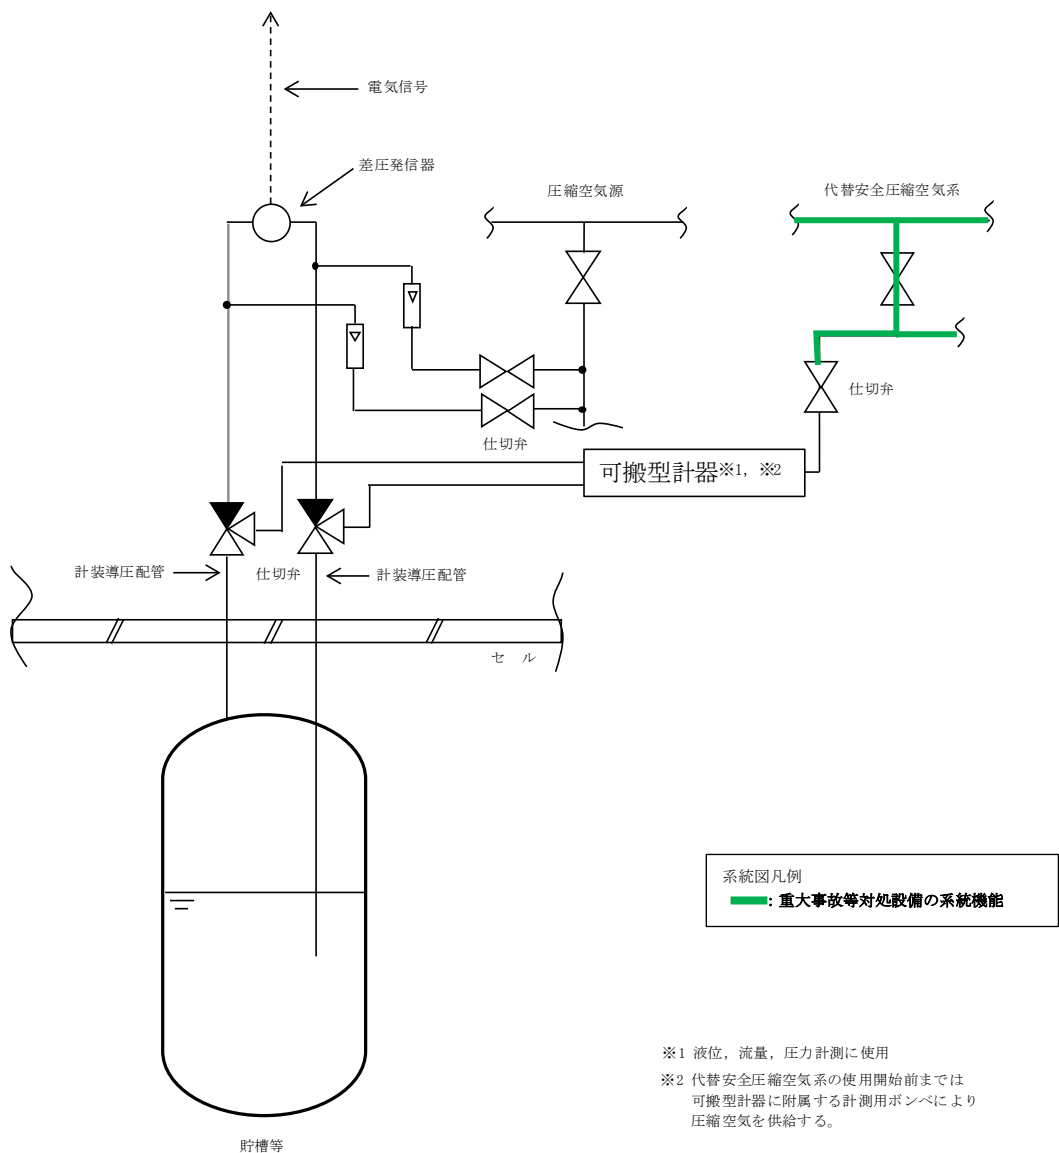 電気信号
差圧発信器
圧縮空気源
代替安全圧縮空気系
仕切弁
仕切弁
可搬型計器※1，※2
計装導圧配管
仕切弁
計装導圧配管
セ　ル
系統図凡例
：重大事故等対処設備の系統機能
※1 液位，流量，圧力計測に使用
※2 代替安全圧縮空気系の使用開始前までは
可搬型計器に附属する計測用ボンベにより
圧縮空気を供給する。
貯槽等